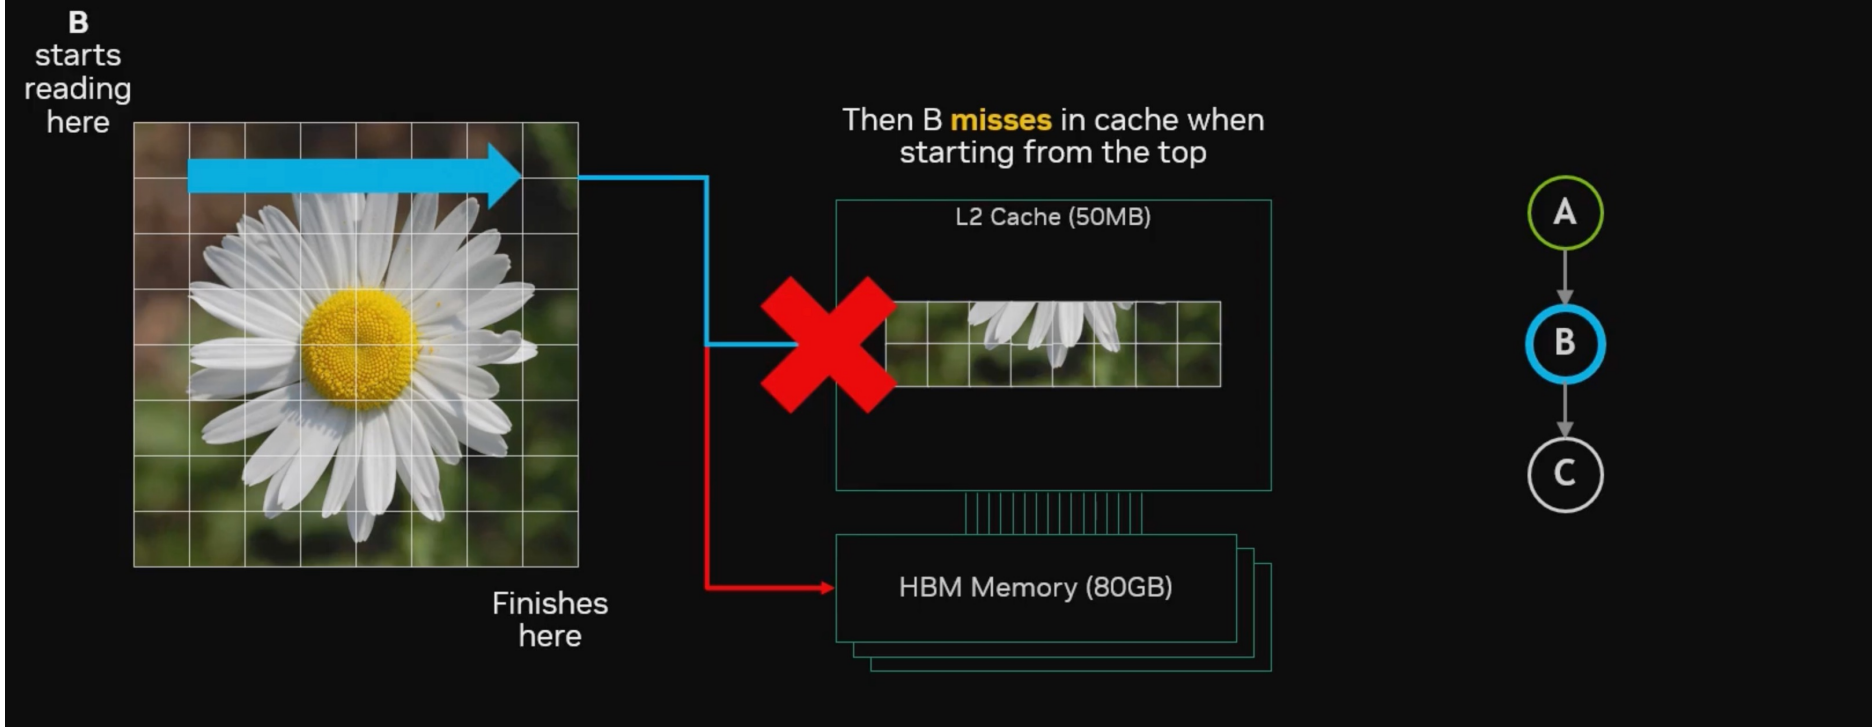 B
starts
reading
here
Finishes
here
Then B misses in cache when
starting from the top
L2 Cache (50MB)
HBM Memory (80GB)
A
B
C